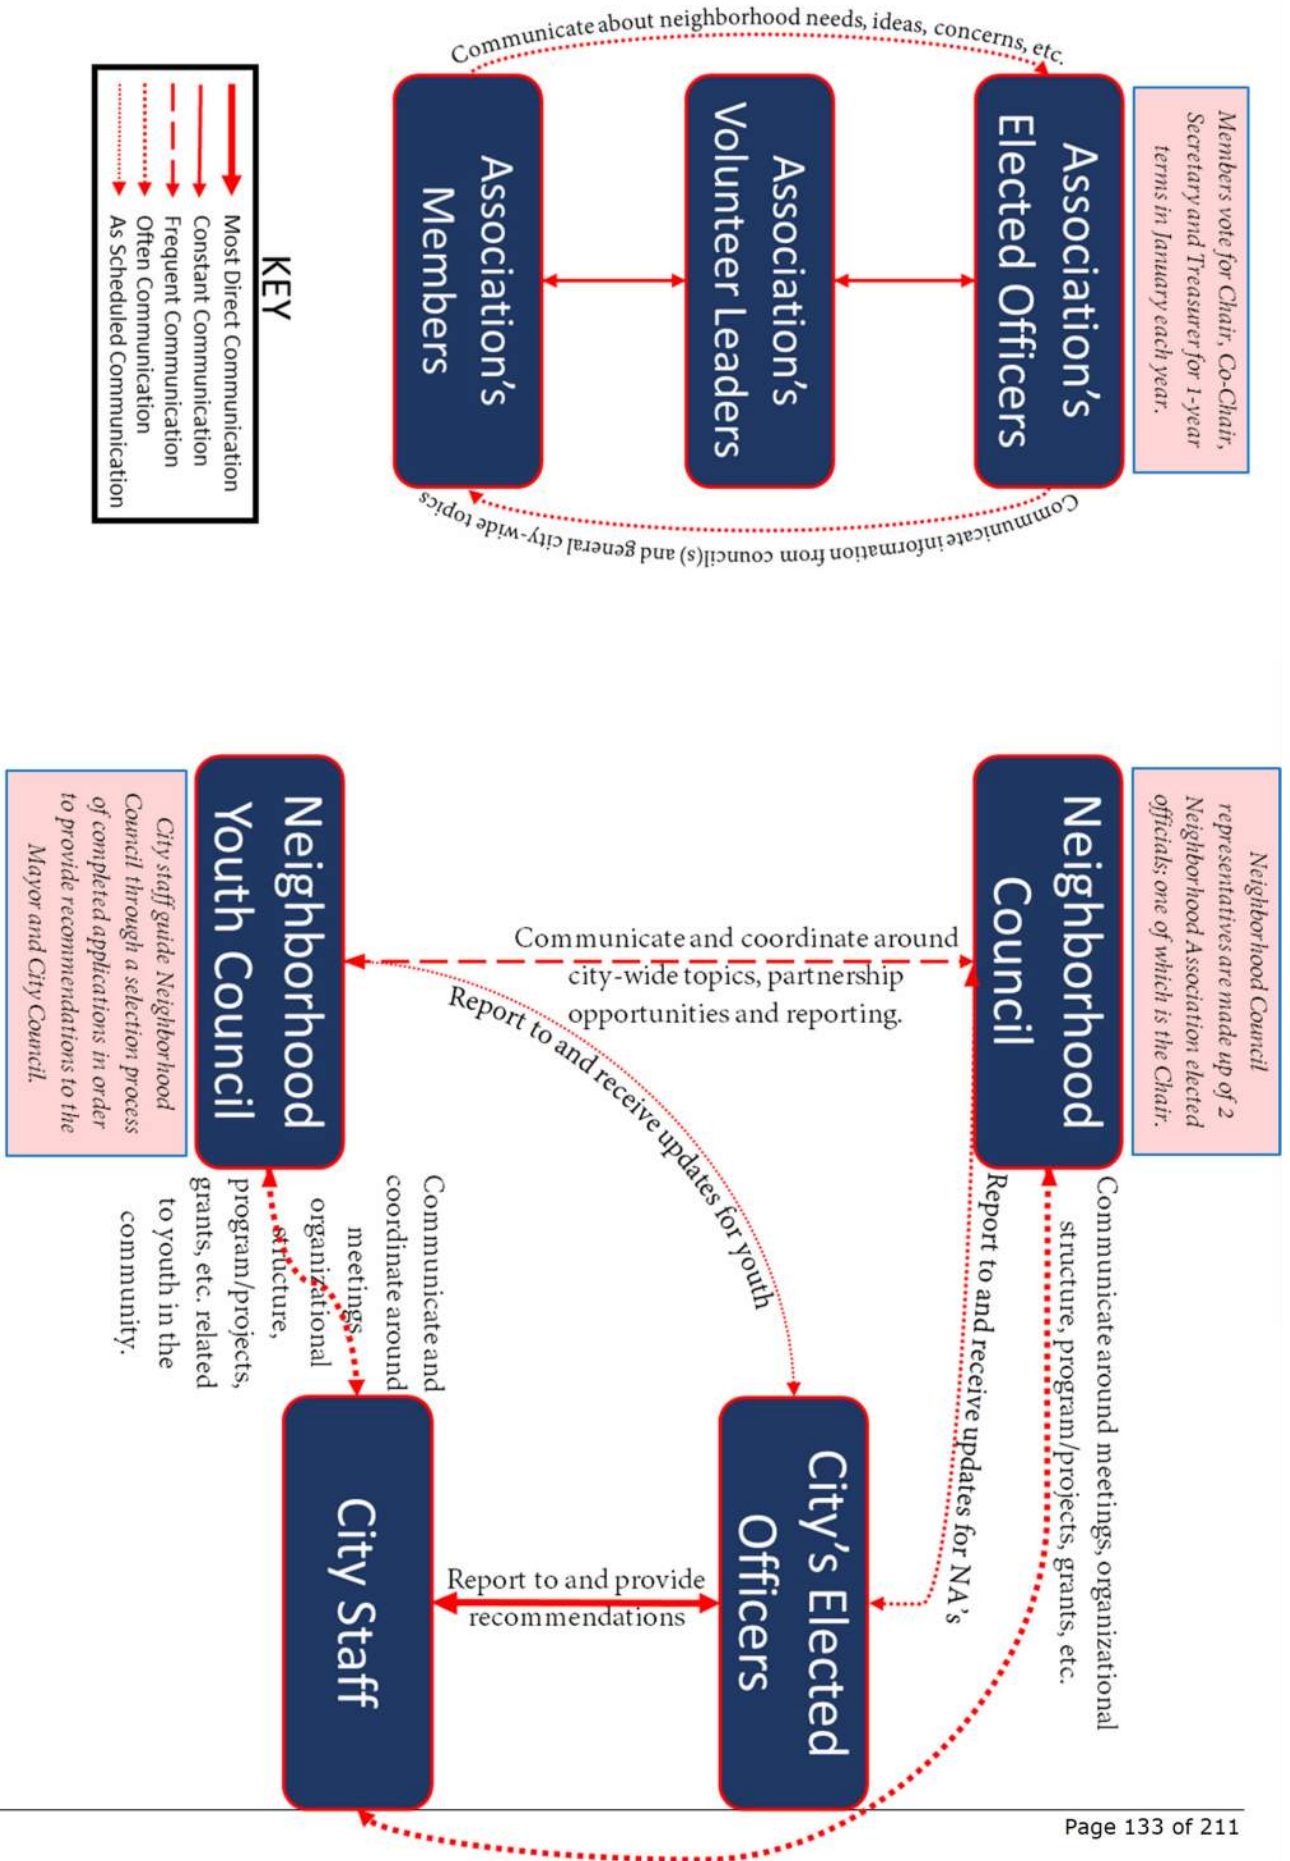 Members vote for Chair, Co-Chair,
Secretary and Treasurer for 1-year
terms in January each year.
Association's
Elected Officers
Association's
Volunteer Leaders
Association's
Members
Communicate about neighborhood needs, ideas, concerns, etc.
Communicate information from council(s) and general city-wide topics
KEY
Most Direct Communication
Constant Communication
Frequent Communication
Often Communication
As Scheduled Communication
Neighborhood Council
representatives are made up of 2
Neighborhood Association elected
officials; one of which is the Chair.
Neighborhood
Council
Communicate and coordinate around
city-wide topics, partnership
opportunities and reporting.
Report to and receive updates for youth
Neighborhood
Youth Council
City staff guide Neighborhood
Council through a selection process
of completed applications in order
to provide recommendations to the
Mayor and City Council.
Communicate around meetings, organizational
structure, program/projects, grants, etc.
Report to and receive updates for NA's
City's Elected
Officers
Report to and provide
recommendations
City Staff
Communicate and
coordinate around
meetings
organizational
structure,
program/projects,
grants, etc. related
to youth in the
community.
Page 133 of 211